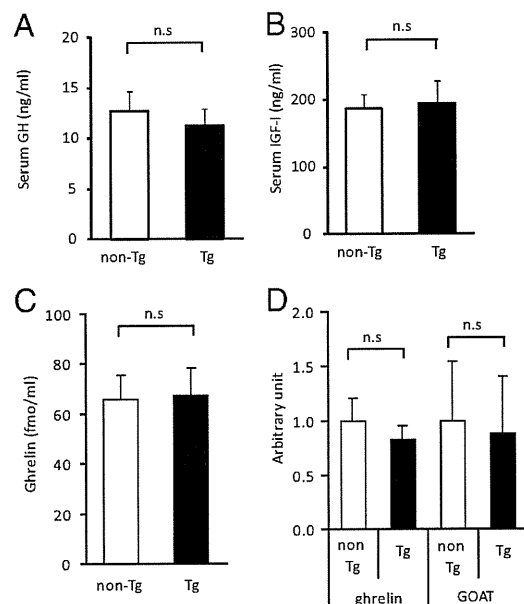 A
n.s
20
15
10
5
0
Serum GH (ng/ml)
non-Tg Tg
B
n.s
300
200
100
0
Serum IGF-I (ng/ml)
non-Tg Tg
C
n.s
100
80
60
40
20
0
Ghrelin (fmo/ml)
non-Tg Tg
D
n.s n.s
2.0
1.5
1.0
0.5
0.0
Arbitrary unit
non Tg non Tg
Tg Tg
ghrelin GOAT